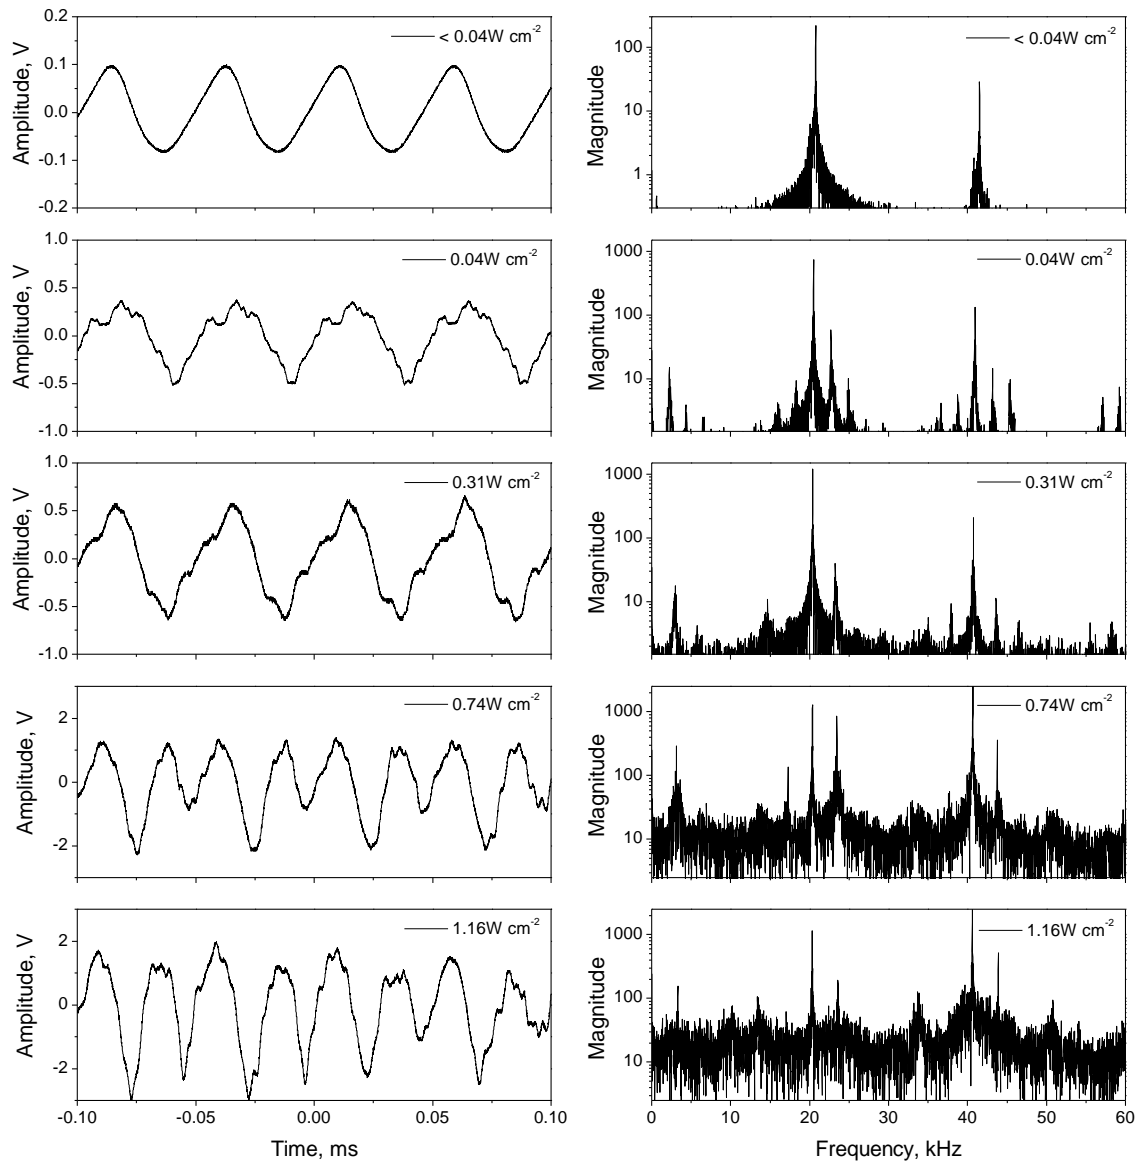 0.2
0.1
0.0
-0.1
-0.2
Amplitude, V
< 0.04W cm-2
100
10
1
Magnitude
< 0.04W cm-2
1.0
0.5
0.0
-0.5
-1.0
Amplitude, V
0.04W cm-2
1000
100
10
Magnitude
0.04W cm-2
1.0
0.5
0.0
-0.5
-1.0
Amplitude, V
0.31W cm-2
1000
100
10
Magnitude
0.31W cm-2
2
0
-2
Amplitude, V
0.74W cm-2
1000
100
10
Magnitude
0.74W cm-2
2
0
-2
Amplitude, V
1.16W cm-2
-0.10 -0.05 0.00 0.05 0.10
Time, ms
1000
100
10
Magnitude
1.16W cm-2
0 10 20 30 40 50 60
Frequency, kHz